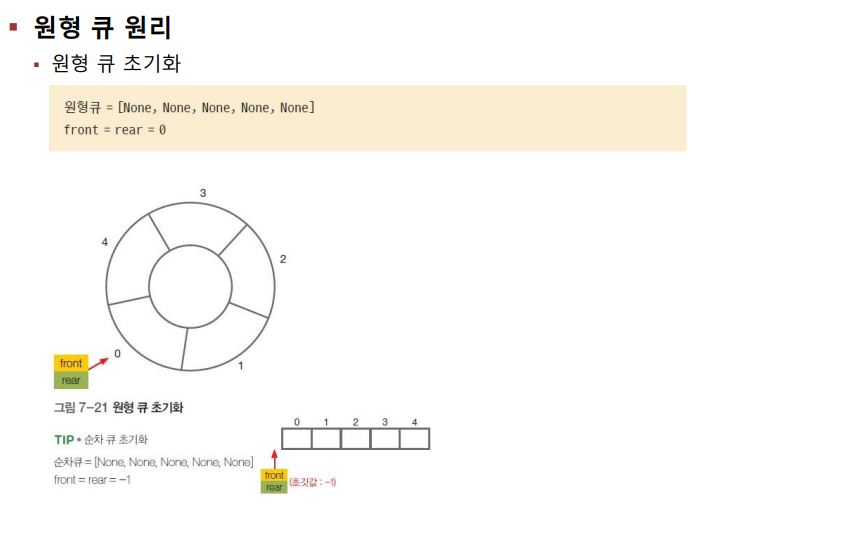 원형 큐 원리
원형 큐 초기화
원형큐 = [None, None, None, None, None]
front = rear = 0
3
4
2
0
1
front
rear
그림 7-21 원형 큐 초기화
TIP • 순차 큐 초기화
순차큐 = [None, None, None, None, None]
front = rear = -1
0 1 2 3 4
front
rear (초깃값 : -1)